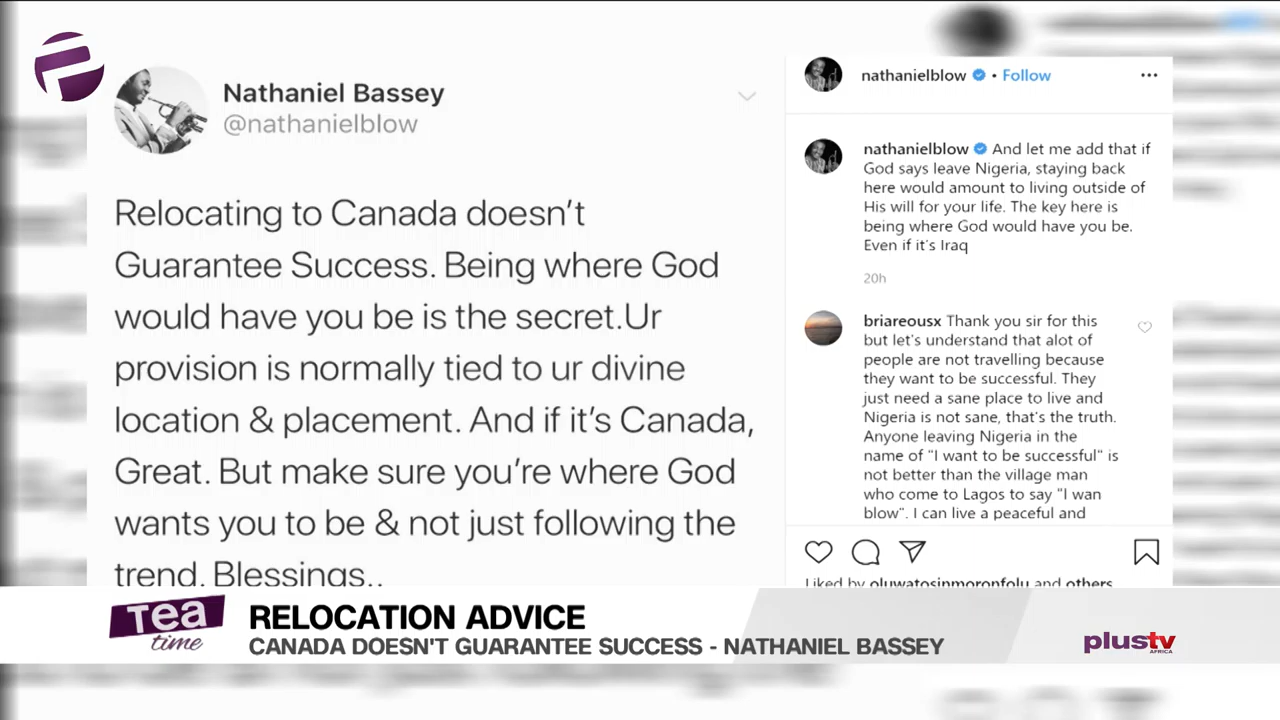 Nathaniel Bassey
@nathanielblow
Relocating to Canada doesn't
Guarantee Success. Being where God
would have you be is the secret.Ur
provision is normally tied to ur divine
location & placement. And if it's Canada,
Great. But make sure you're where God
wants you to be & not just following the
trend. Blessings..
nathanielblow • Follow
nathanielblow And let me add that if
God says leave Nigeria, staying back
here would amount to living outside of
His will for your life. The key here is
being where God would have you be.
Even if it's Iraq
20h
briareousx Thank you sir for this
but let's understand that alot of
people are not travelling because
they want to be successful. They
just need a sane place to live and
Nigeria is not sane, that's the truth.
Anyone leaving Nigeria in the
name of "I want to be successful" is
not better than the village man
who come to Lagos to say "I wan
blow". I can live a peaceful and
Liked by oluwatosinmoronfolu and others
Tea
time
RELOCATION ADVICE
CANADA DOESN'T GUARANTEE SUCCESS - NATHANIEL BASSEY
plustv
AFRICA